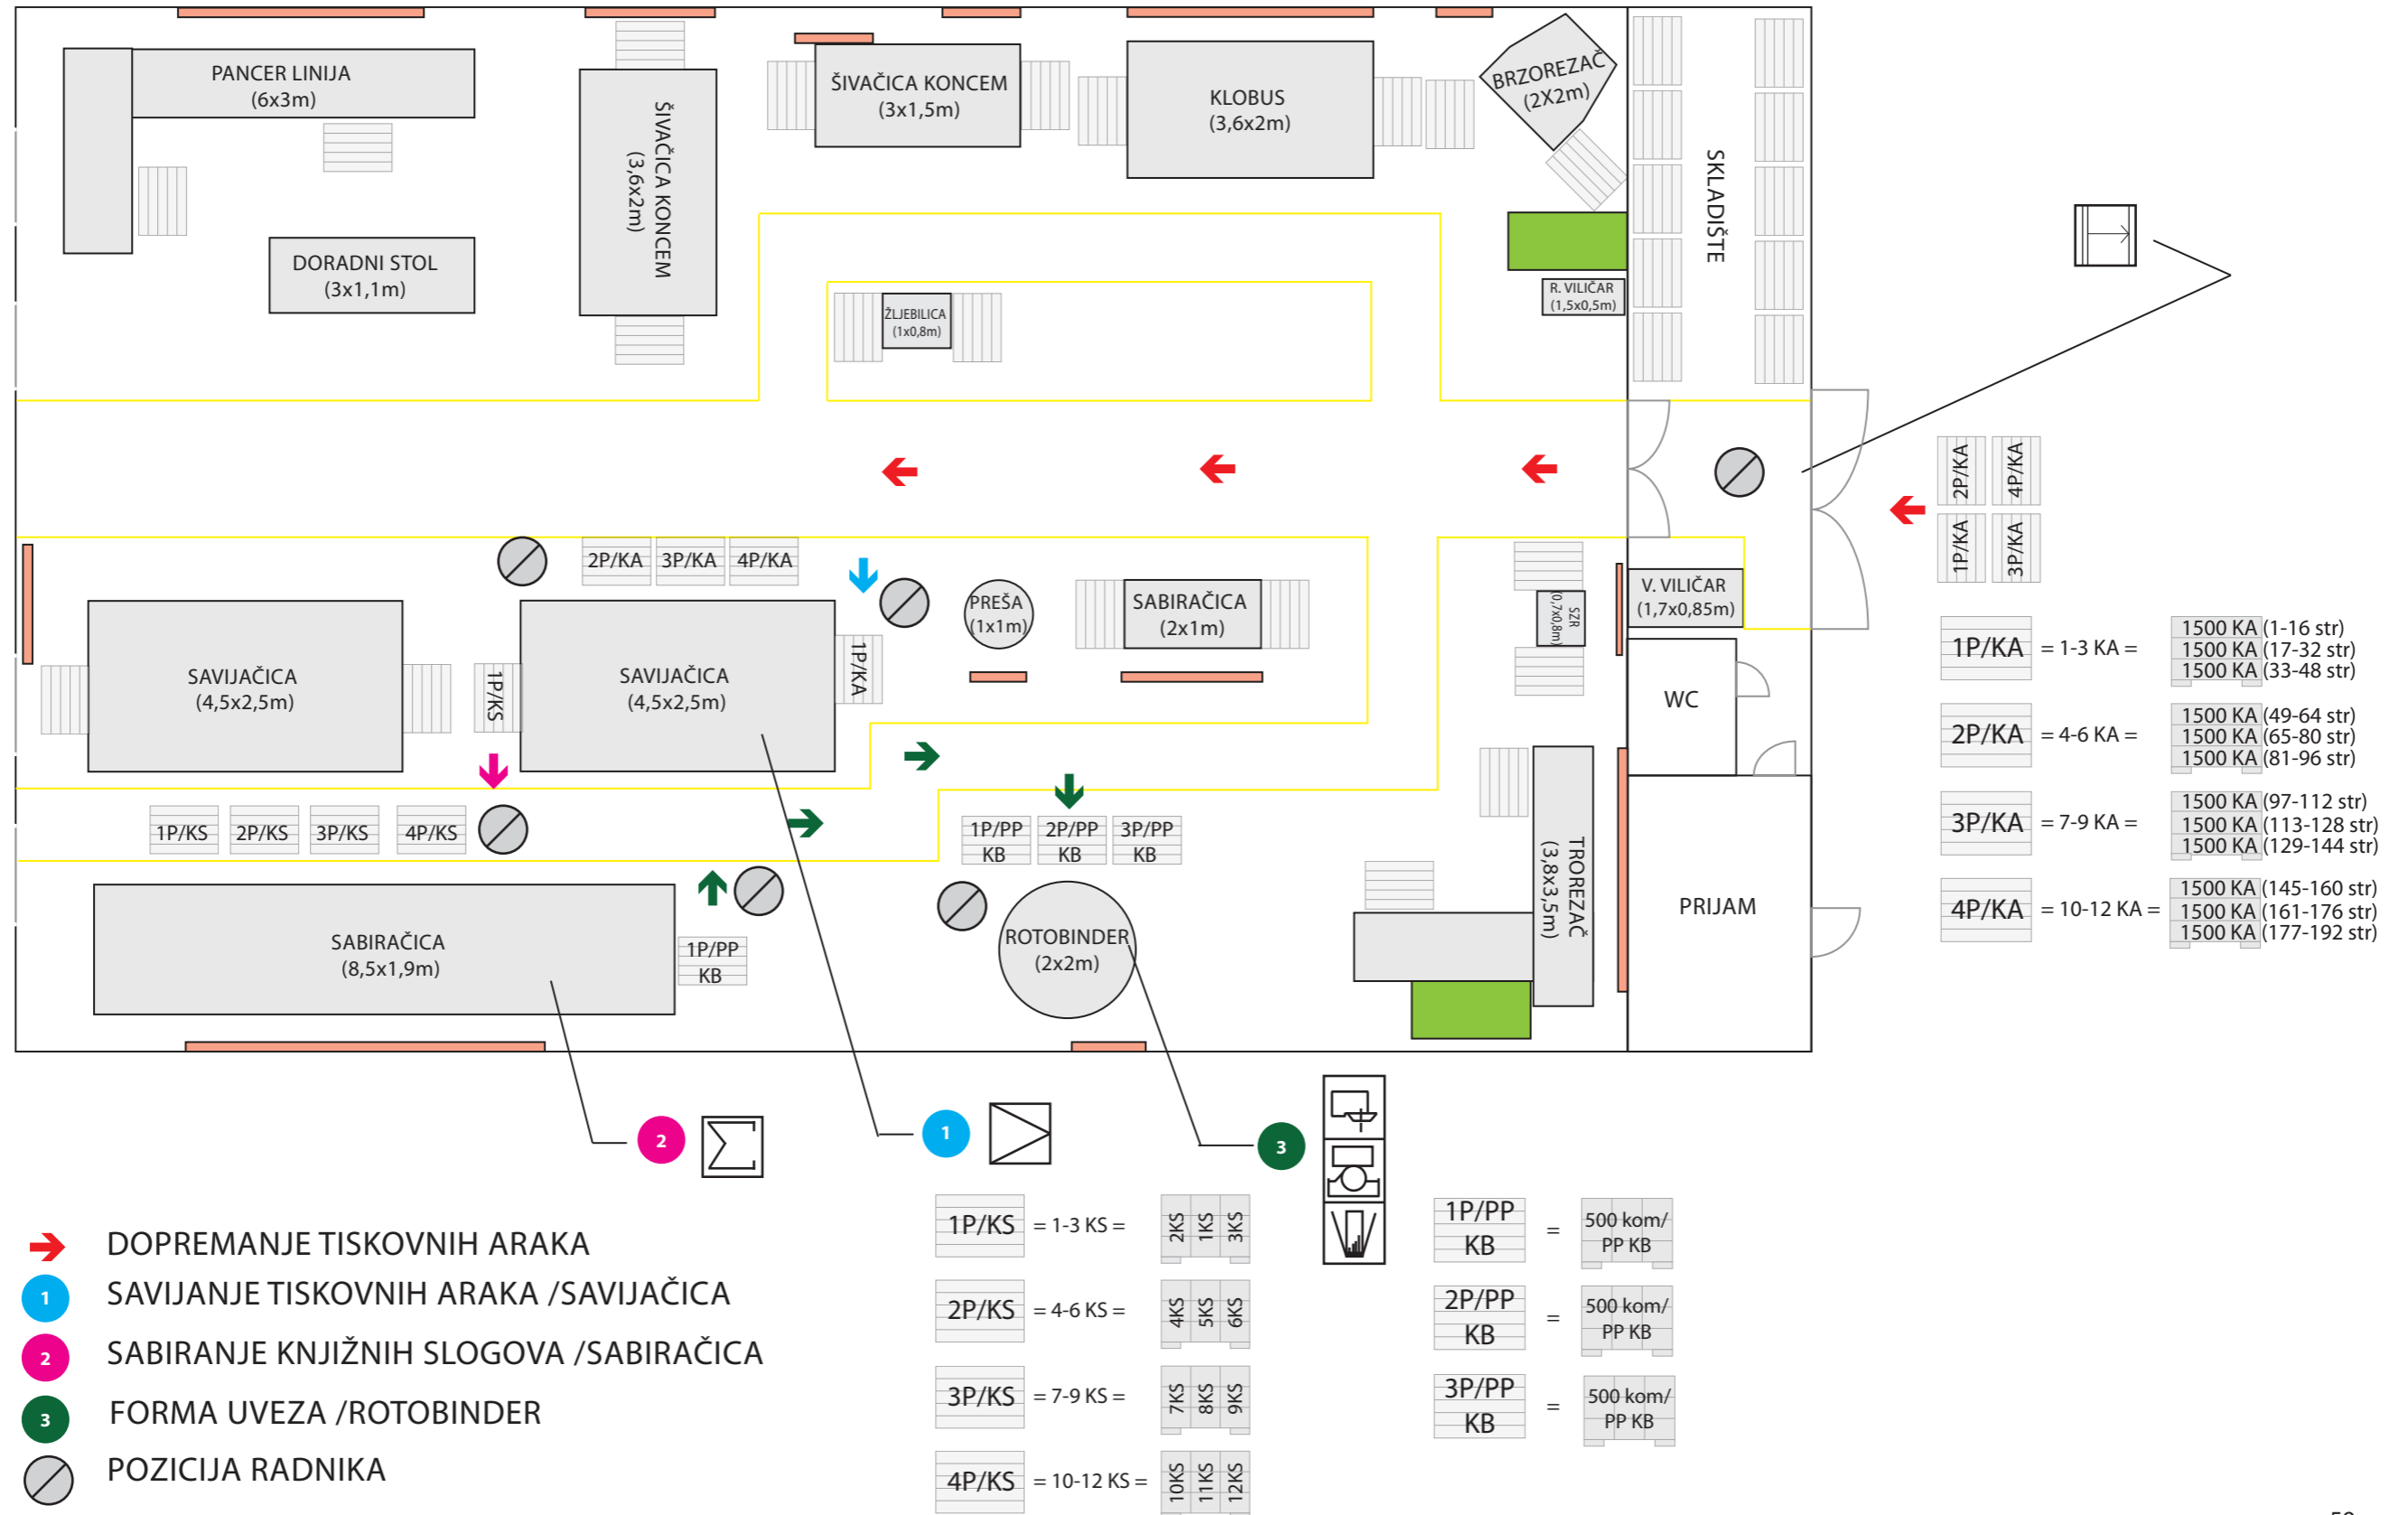 PANCER LINIJA
(6x3m)
ŠIVAČICA KONCEM
(3,6x2m)
ŠIVAČICA KONCEM
(3x1,5m)
KLOBUS
(3,6x2m)
BRZOREZAČ
(2X2m)
SKLADIŠTE
DORADNI STOL
(3x1,1m)
ŽLJEBILICA
(1x0,8m)
R. VILIČAR
(1,5x0,5m)
2P/KA
4P/KA
1P/KA
3P/KA
2P/KA
3P/KA
4P/KA
PREŠA
(1x1m)
SABIRAČICA
(2x1m)
SZR
(0,7x0,8m)
V. VILIČAR
(1,7x0,85m)
SAVIJAČICA
(4,5x2,5m)
1P/KS
SAVIJAČICA
(4,5x2,5m)
1P/KA
WC
1P/KA = 1-3 KA =
1500 KA (1-16 str)
1500 KA (17-32 str)
1500 KA (33-48 str)
2P/KA = 4-6 KA =
1500 KA (49-64 str)
1500 KA (65-80 str)
1500 KA (81-96 str)
3P/KA = 7-9 KA =
1500 KA (97-112 str)
1500 KA (113-128 str)
1500 KA (129-144 str)
4P/KA = 10-12 KA =
1500 KA (145-160 str)
1500 KA (161-176 str)
1500 KA (177-192 str)
1P/KS
2P/KS
3P/KS
4P/KS
1P/PP
KB
2P/PP
KB
3P/PP
KB
TROREZAČ
(3,8x3,5m)
PRIJAM
SABIRAČICA
(8,5x1,9m)
1P/PP
KB
ROTOBINDER
(2x2m)
2
1
3
DOPREMANJE TISKOVNIH ARAKA
1 SAVIJANJE TISKOVNIH ARAKA /SAVIJAČICA
2 SABIRANJE KNJIŽNIH SLOGOVA /SABIRAČICA
3 FORMA UVEZA /ROTOBINDER
POZICIJA RADNIKA
1P/KS = 1-3 KS =
2KS
1KS
3KS
2P/KS = 4-6 KS =
4KS
5KS
6KS
3P/KS = 7-9 KS =
7KS
8KS
9KS
4P/KS = 10-12 KS =
10KS
11KS
12KS
1P/PP
KB
=
500 kom/
PP KB
2P/PP
KB
=
500 kom/
PP KB
3P/PP
KB
=
500 kom/
PP KB